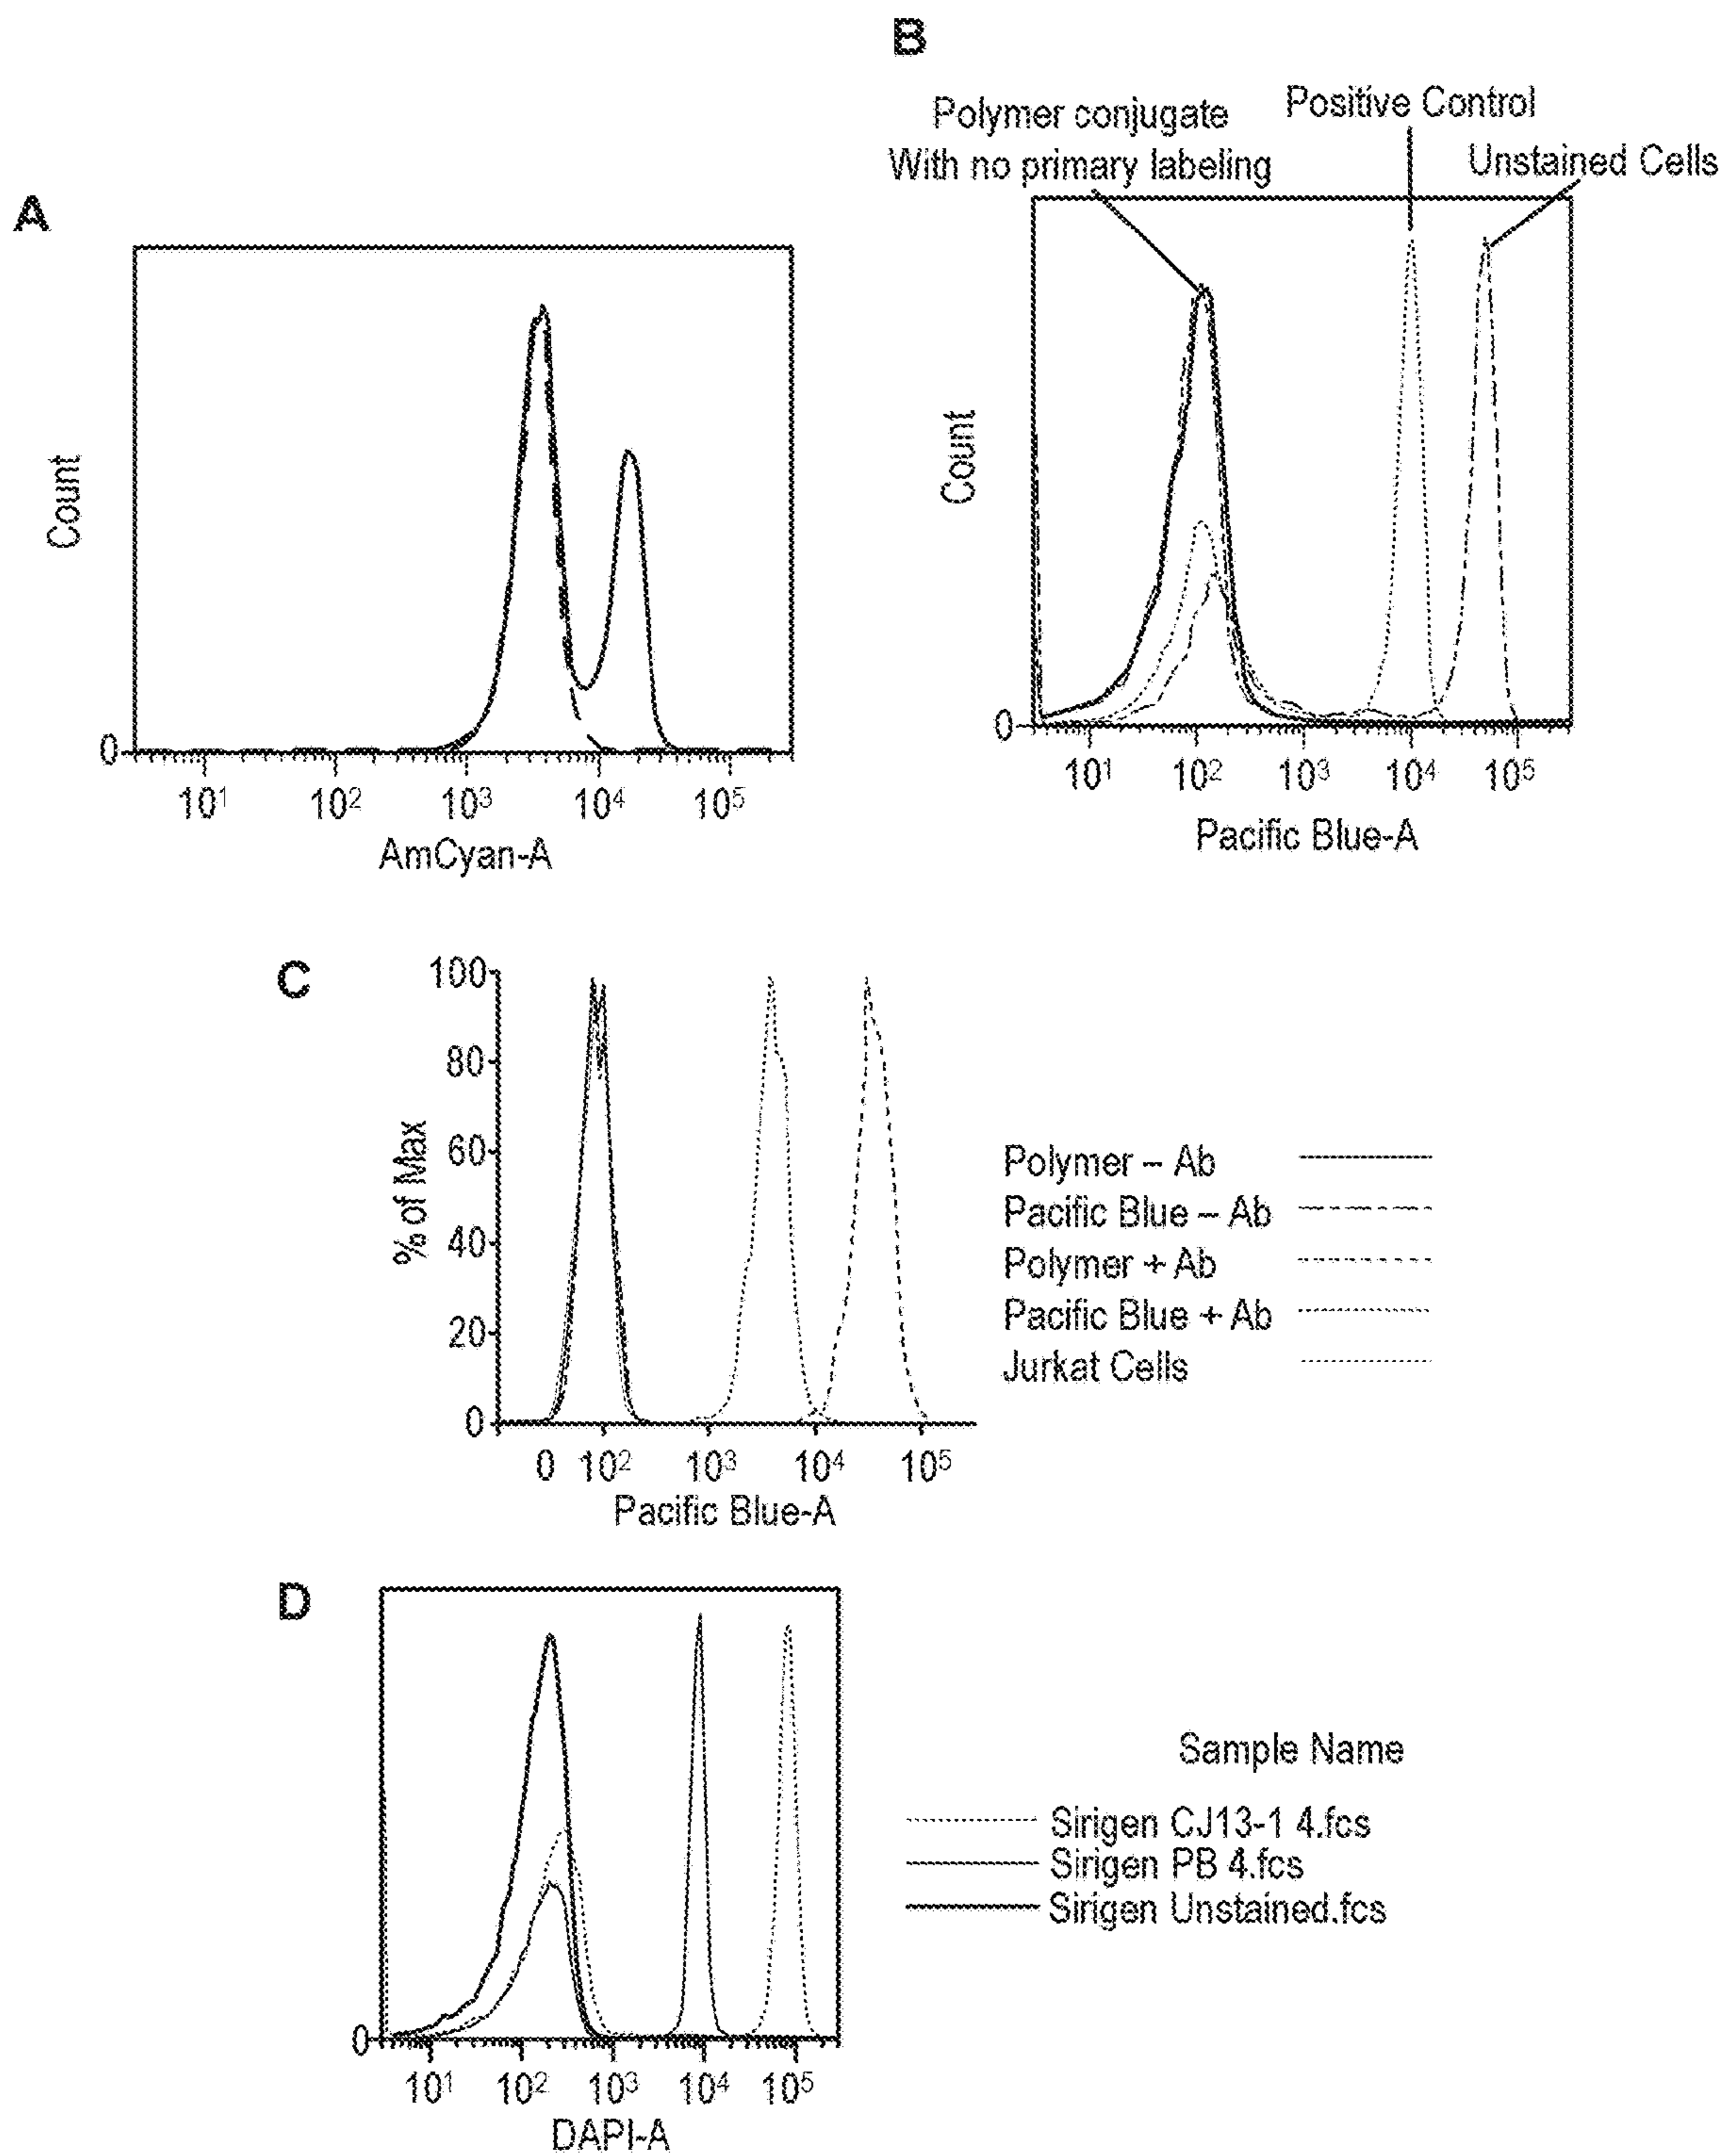 A
Count
0
10¹ 10² 10³ 10⁴ 10⁵
AmCyan-A
B
Polymer conjugate
With no primary labeling
Positive Control
Unstained Cells
Count
0
10¹ 10² 10³ 10⁴ 10⁵
Pacific Blue-A
C
% of Max
100
80
60
40
20
0
0 10² 10³ 10⁴ 10⁵
Pacific Blue-A
Polymer – Ab
Pacific Blue – Ab
Polymer + Ab
Pacific Blue + Ab
Jurkat Cells
D
0
10¹ 10² 10³ 10⁴ 10⁵
DAPI-A
Sample Name
Sirigen CJ13-1 4.fcs
Sirigen PB 4.fcs
Sirigen Unstained.fcs